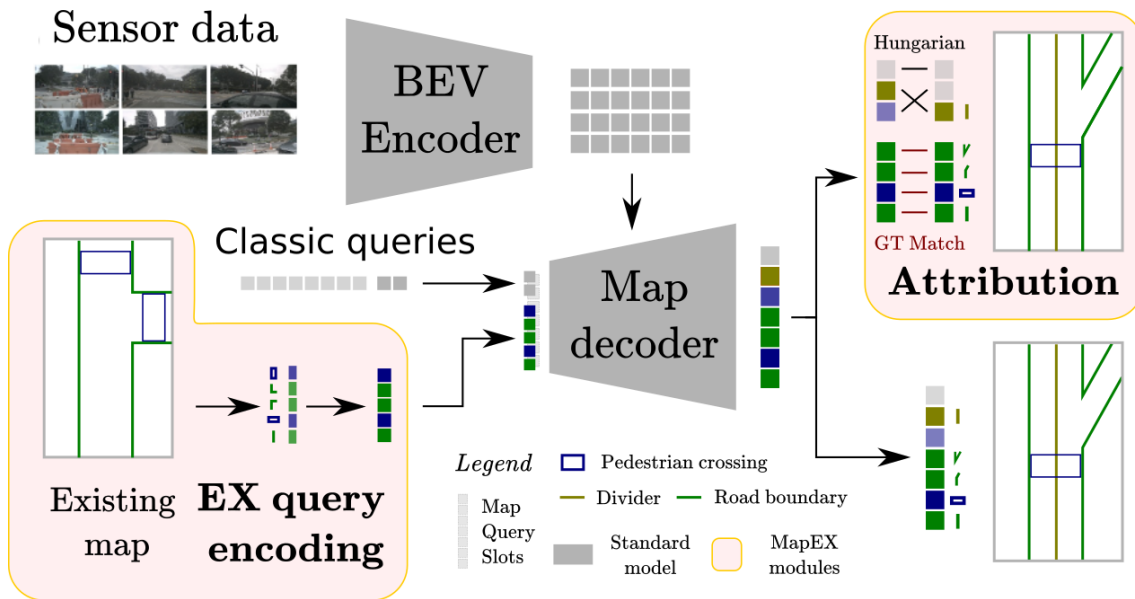 Sensor data
BEV
Encoder
Hungarian
GT Match
Attribution
Classic queries
Map
decoder
Existing
map
EX query
encoding
Legend
Pedestrian crossing
Divider
Road boundary
Map
Query
Slots
Standard
model
MapEX
modules